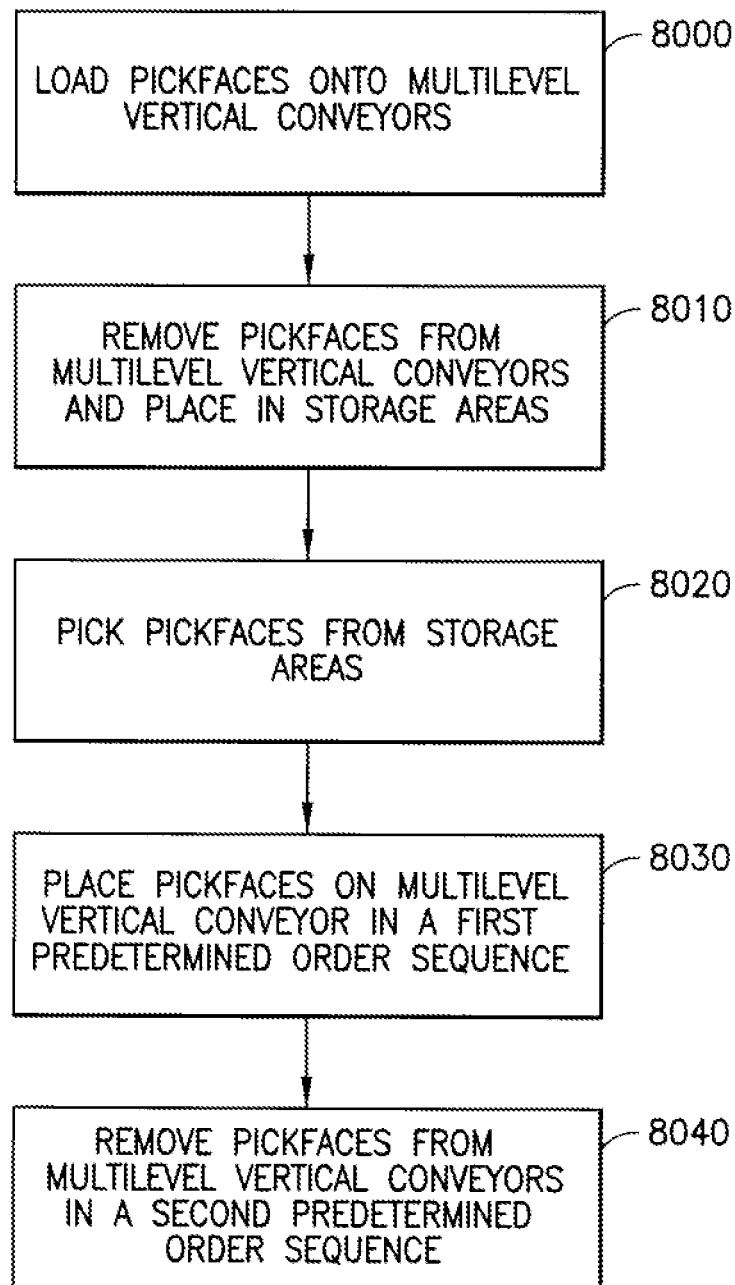 8000
LOAD PICKFACES ONTO MULTILEVEL
VERTICAL CONVEYORS
8010
REMOVE PICKFACES FROM
MULTILEVEL VERTICAL CONVEYORS
AND PLACE IN STORAGE AREAS
8020
PICK PICKFACES FROM STORAGE
AREAS
8030
PLACE PICKFACES ON MULTILEVEL
VERTICAL CONVEYOR IN A FIRST
PREDETERMINED ORDER SEQUENCE
8040
REMOVE PICKFACES FROM
MULTILEVEL VERTICAL CONVEYORS
IN A SECOND PREDETERMINED
ORDER SEQUENCE